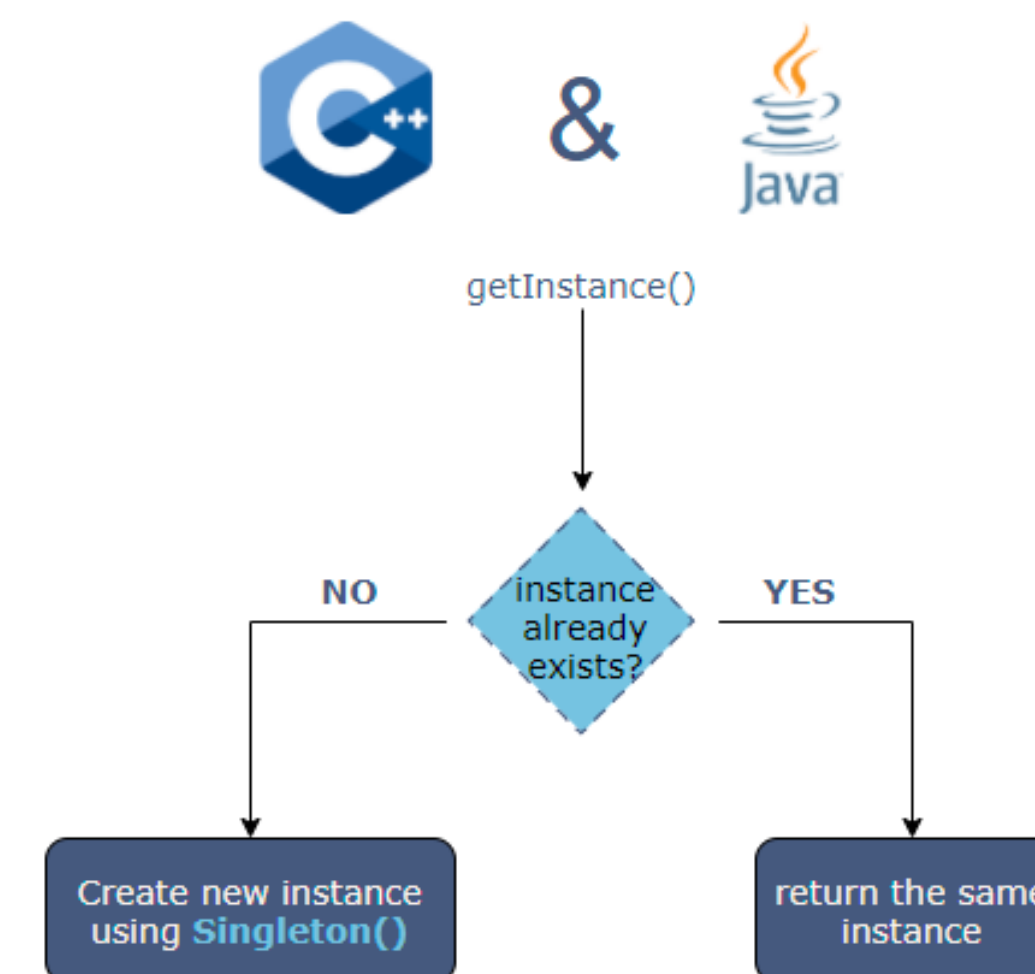 C++
&
Java
getInstance()
NO
instance
already
exists?
YES
Create new instance
using Singleton()
return the same
instance